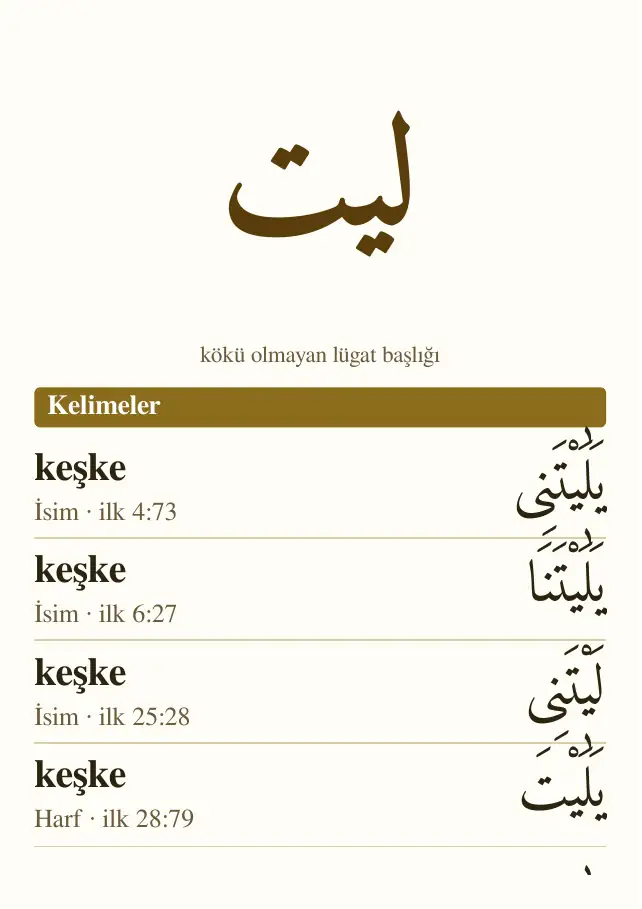 ليت
kökü olmayan lügat başlığı
Kelimeler
keşke يَٰلَيْتَنِى
İsim · ilk 4:73
keşke يَٰلَيْتَنَا
İsim · ilk 6:27
keşke لَيْتَنِى
İsim · ilk 25:28
keşke يَٰلَيْتَ
Harf · ilk 28:79